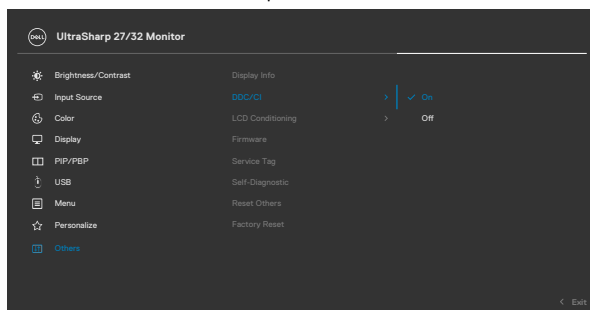 DELL UltraSharp 27/32 Monitor
Brightness/Contrast Display Info
Input Source DDC/CI > ✓ On
Color LCD Conditioning > Off
Display Firmware
PIP/PBP Service Tag
USB Self-Diagnostic
Menu Reset Others
Personalize Factory Reset
Others
< Exit